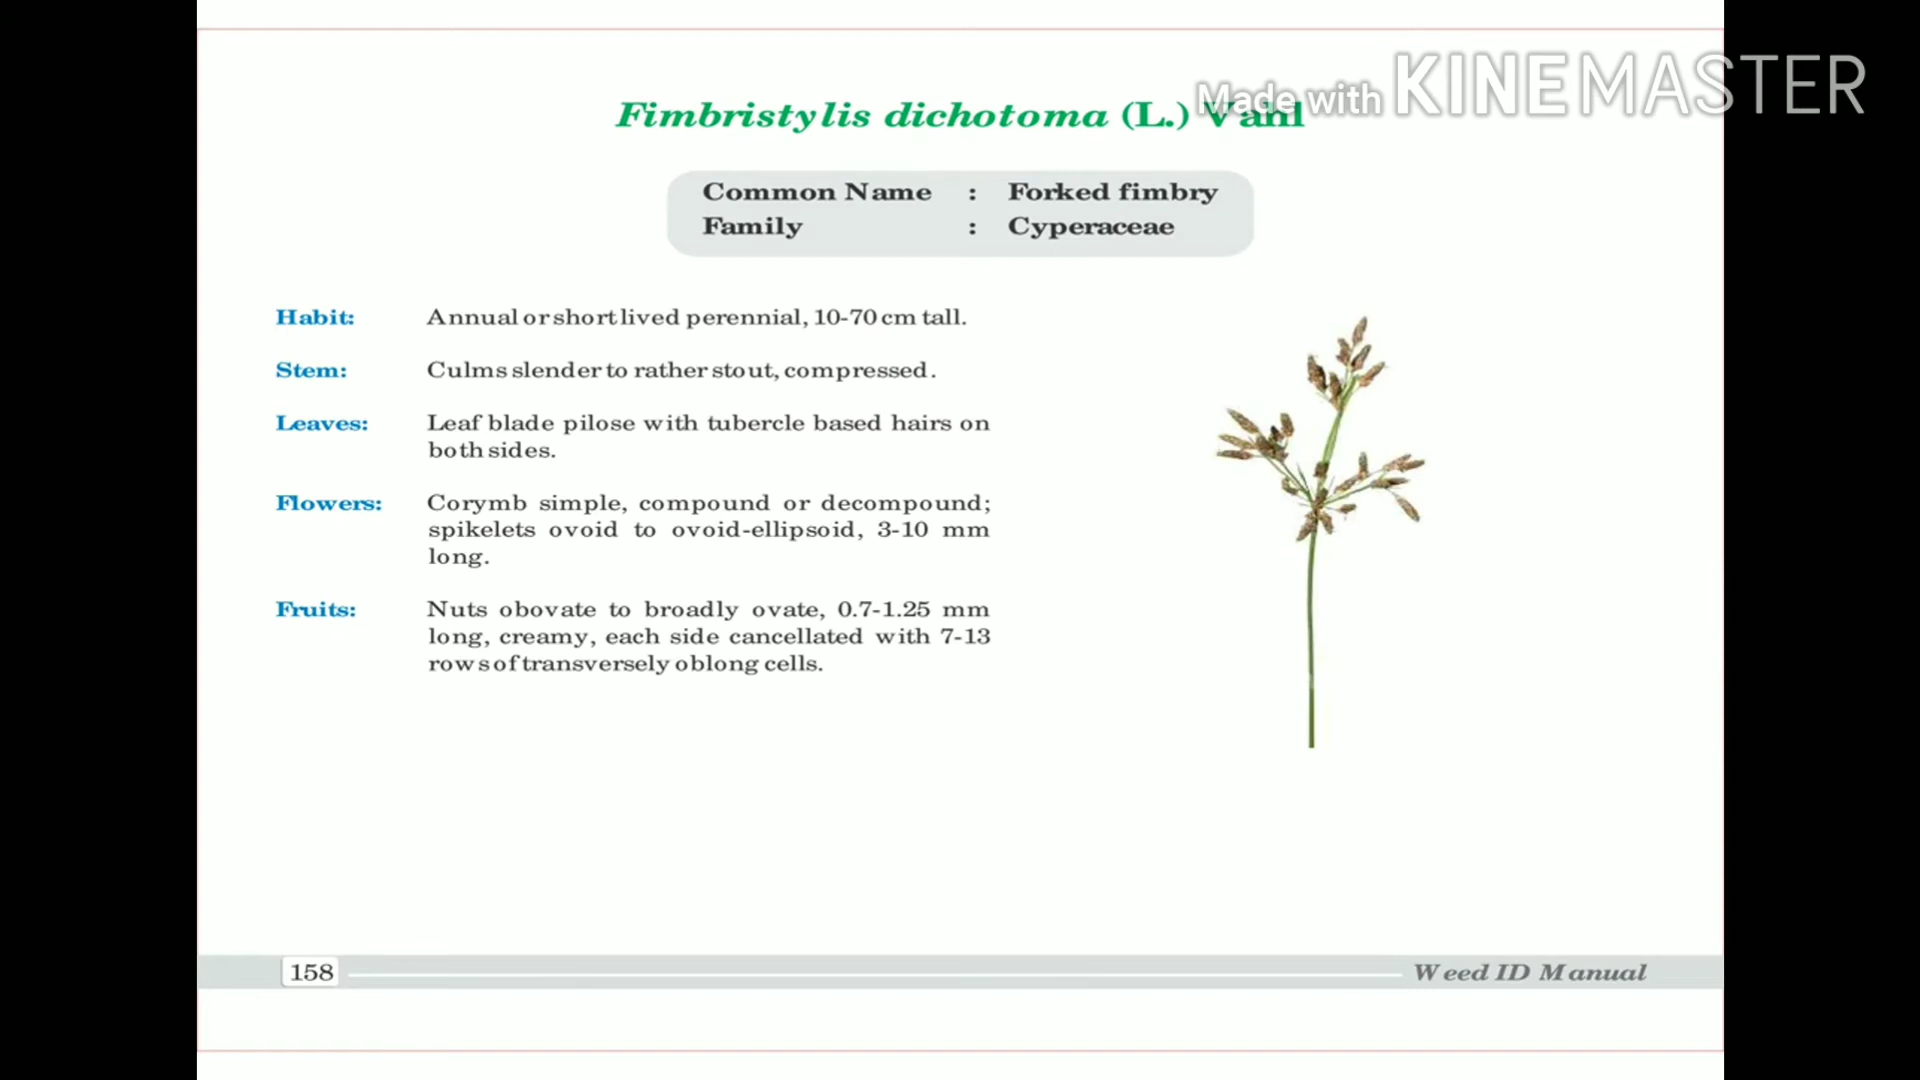 Made with KINEMASTER
Fimbristylis dichotoma (L.) Vahl
Common Name : Forked fimbry
Family : Cyperaceae
Habit: Annual or short lived perennial, 10-70 cm tall.
Stem: Culms slender to rather stout, compressed.
Leaves: Leaf blade pilose with tubercle based hairs on
both sides.
Flowers: Corymb simple, compound or decompound;
spikelets ovoid to ovoid-ellipsoid, 3-10 mm
long.
Fruits: Nuts obovate to broadly ovate, 0.7-1.25 mm
long, creamy, each side cancellated with 7-13
rows of transversely oblong cells.
158
Weed ID Manual